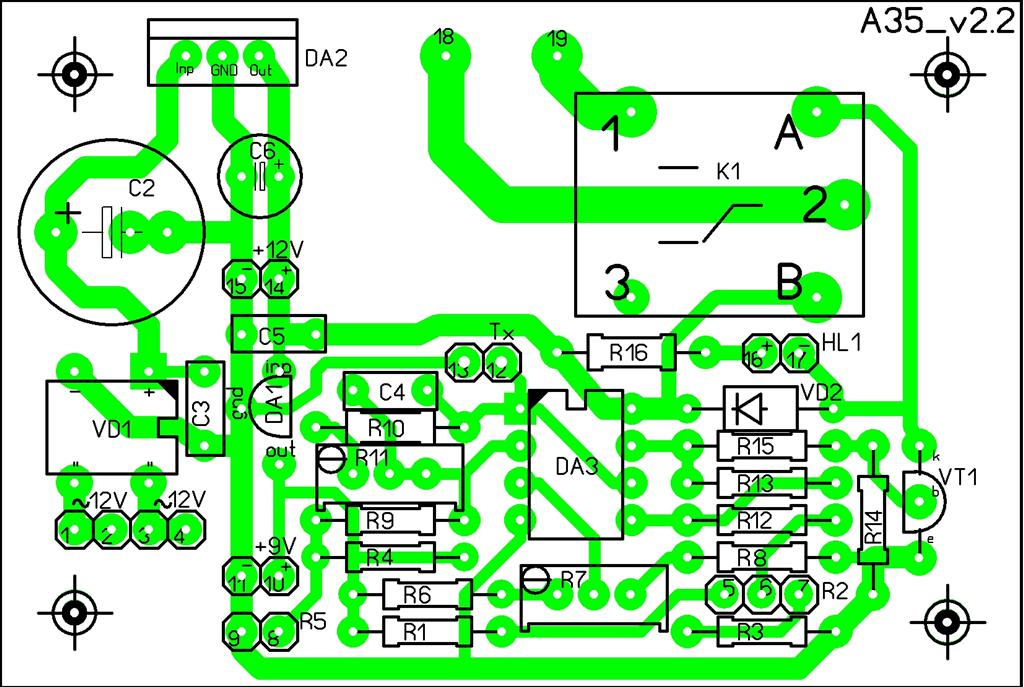 A35_v2.2
18
19
DA2
Inp GND Out
1
A
C6
+
K1
C2
+
2
+12V
3
B
15 - 14 +
C5
Tx
R16
HL1
13 12
16 + 17 -
inp
- +
DA1
gnd
C3
C4
VD2
VD1
R10
out
R11
DA3
R15
k
R13
VT1
b
~12V ~12V
1 2 3 4
R9
R12
R14
e
+9V
R4
R8
11 - 10 +
R7
R6
5 6 7
R2
R5
9 8
R1
R3